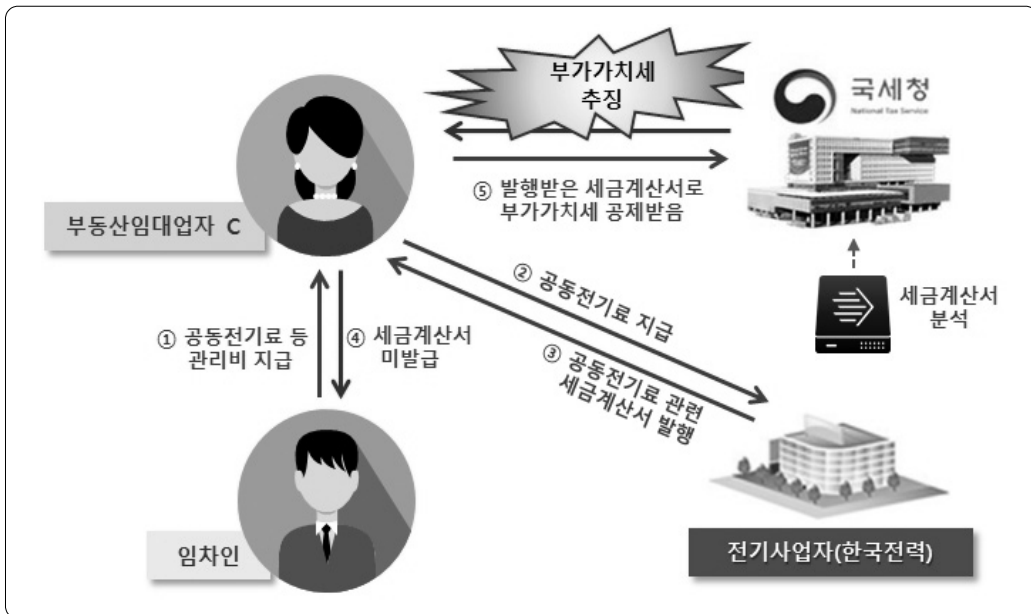 부가가치세
추징
국세청
National Tax Service
⑤ 발행받은 세금계산서로
부가가치세 공제받음
부동산임대업자 C
② 공동전기료 지급
세금계산서
분석
① 공동전기료 등
관리비 지급
④ 세금계산서
미발급
③ 공동전기료 관련
세금계산서 발행
임차인
전기사업자(한국전력)